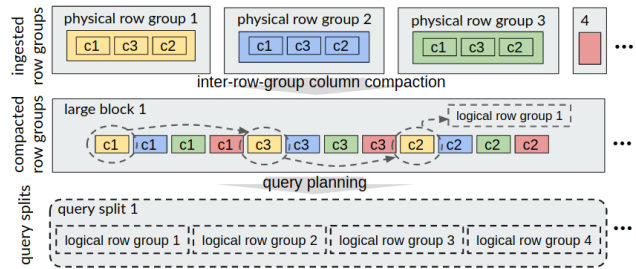 ingested
row groups
physical row group 1
c1 c3 c2
physical row group 2
c1 c3 c2
physical row group 3
c1 c3 c2
4
...
inter-row-group column compaction
compacted
row groups
large block 1
logical row group 1
c1 c1 c1 c1 c3 c3 c3 c3 c2 c2 c2 c2
...
query planning
query splits
query split 1
logical row group 1 logical row group 2 logical row group 3 logical row group 4
...